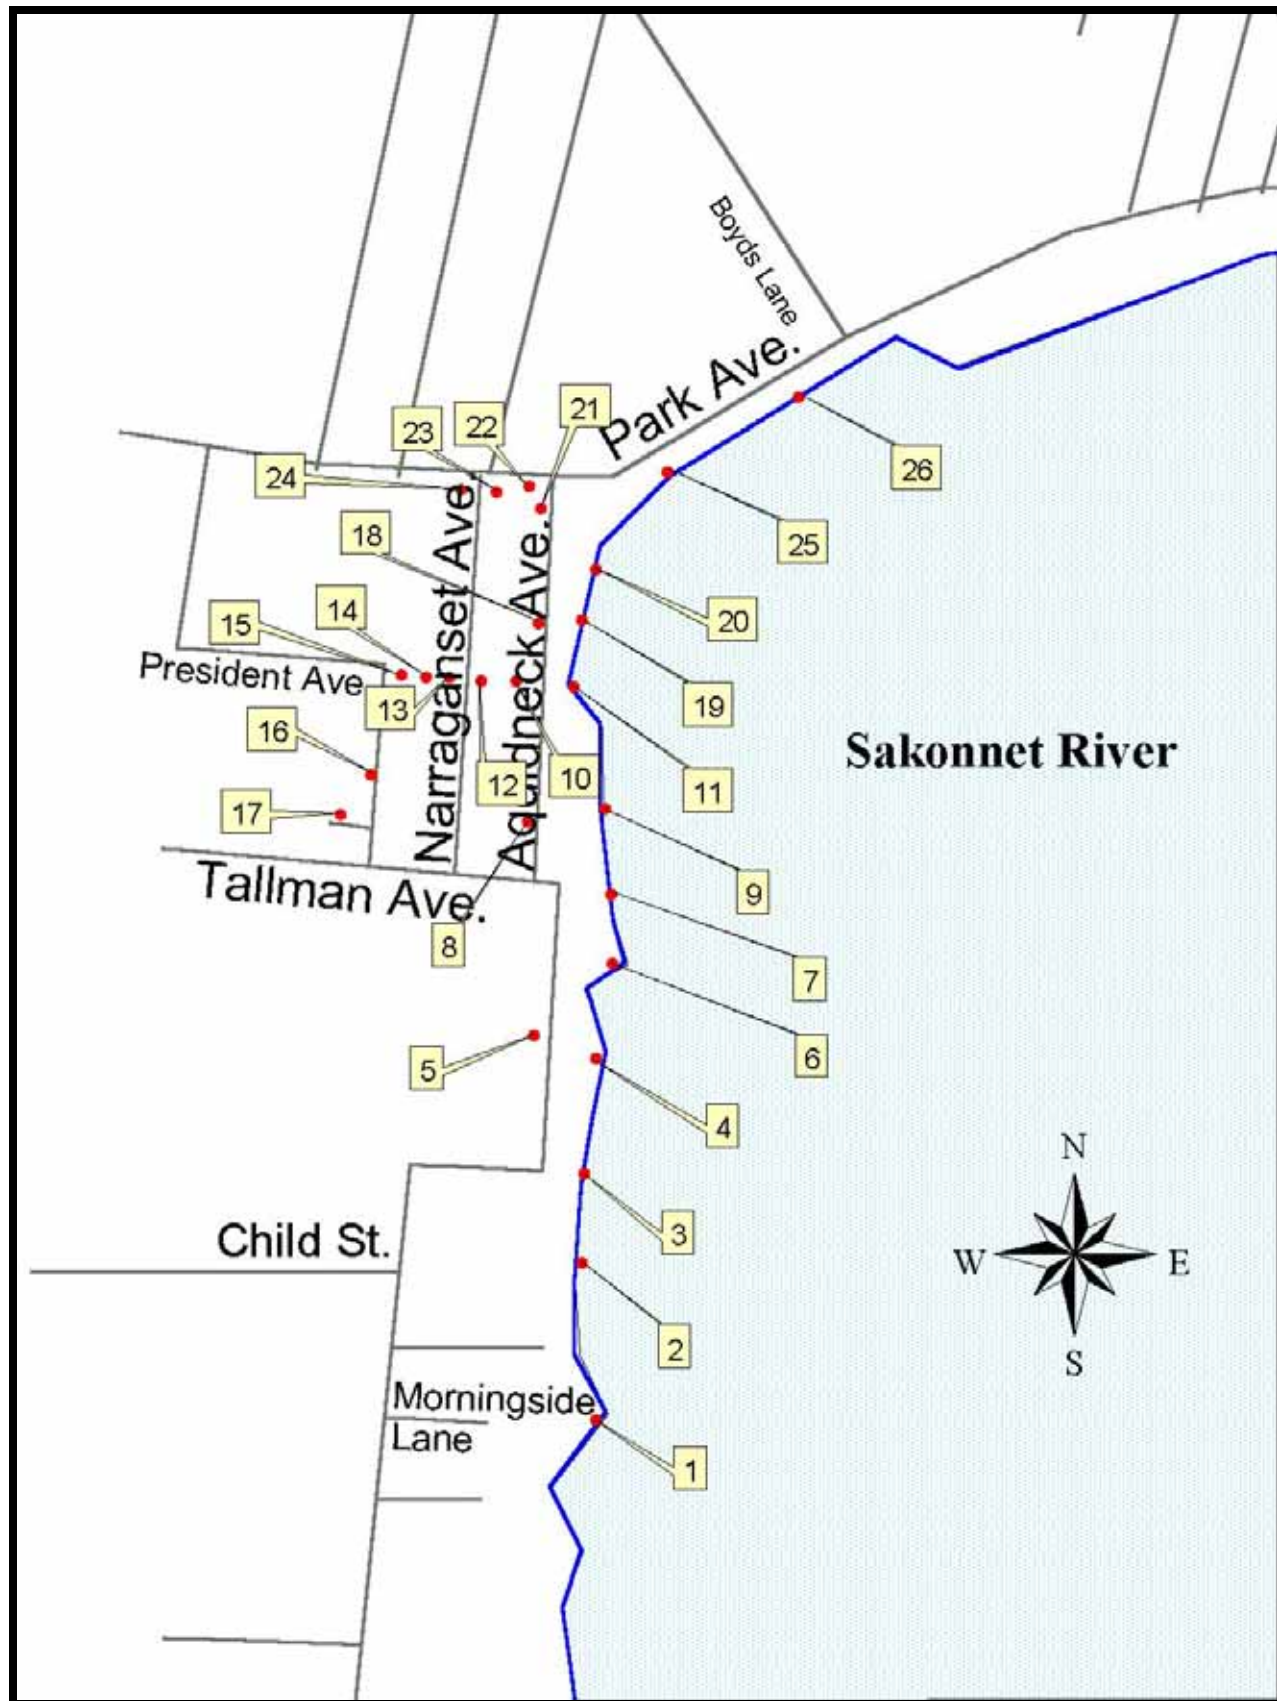 Boyds Lane
Park Ave.
21
22
23
24
26
25
18
Narraganset Ave
Aquidneck Ave.
14
15
20
President Ave
13
19
16
12
10
11
Sakonnet River
17
9
Tallman Ave.
8
7
6
5
4
N
3
Child St.
W
E
2
S
Morningside
Lane
1